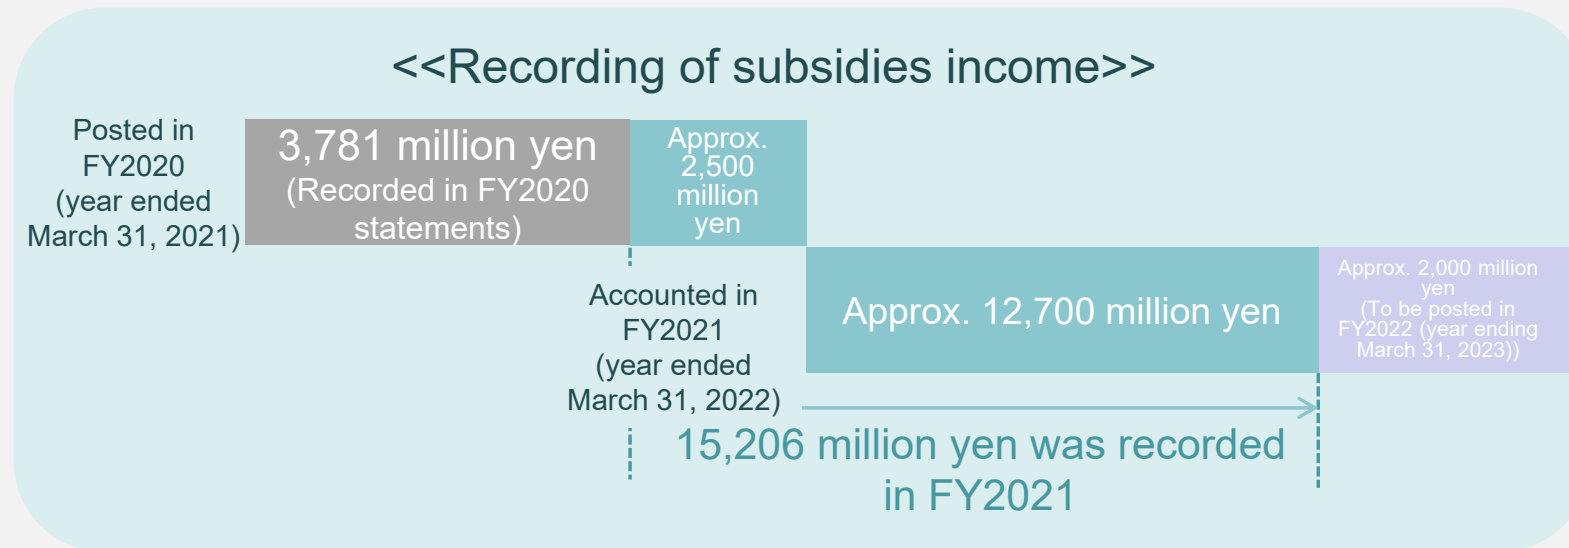 <<Recording of subsidies income>>
Posted in
FY2020
(year ended
March 31, 2021)
3,781 million yen
(Recorded in FY2020
statements)
Approx.
2,500
million
yen
Accounted in
FY2021
(year ended
March 31, 2022)
Approx. 12,700 million yen
Approx. 2,000 million
yen
(To be posted in
FY2022 (year ending
March 31, 2023))
15,206 million yen was recorded
in FY2021